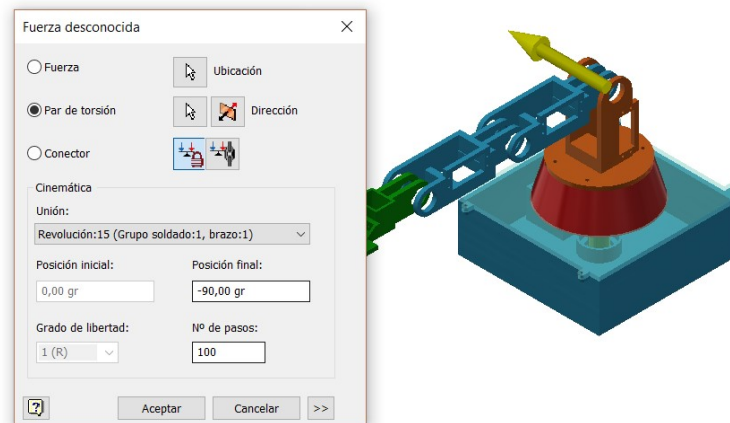 Fuerza desconocida
Fuerza
Ubicación
Par de torsión
Dirección
Conector
Cinemática
Unión:
Revolución:15 (Grupo soldado:1, brazo:1)
Posición inicial: Posición final:
0,00 gr -90,00 gr
Grado de libertad: Nº de pasos:
1 (R) 100
Aceptar Cancelar >>